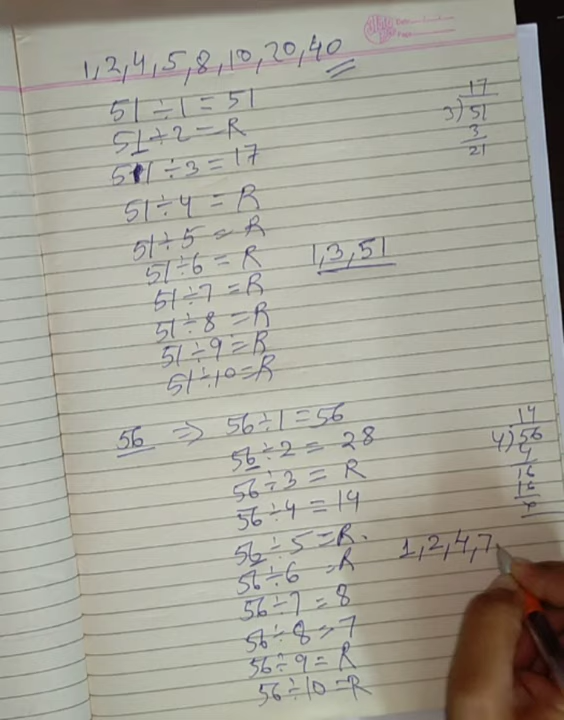 1,2,4,5,8,10,20,40
51÷1=51
51÷2=R
51÷3=17
51÷4=R
51÷5=R
51÷6=R
51÷7=R
51÷8=R
51÷9=R
51÷10=R
17
3)51
3
21
1,3,51
56 ⇒ 56÷1=56
56÷2=28
56÷3=R
56÷4=14
56÷5=R.
56÷6=R
56÷7=8
56÷8=7
56÷9=R
56÷10=R
14
4)56
4
16
16
1,2,4,7